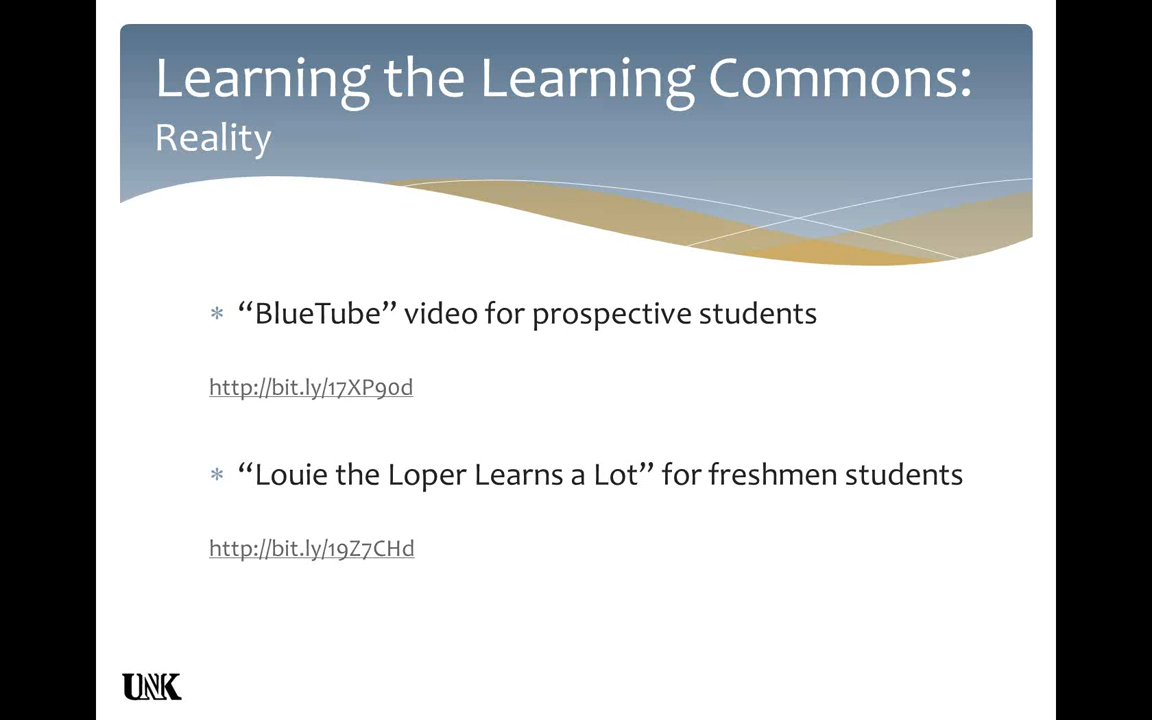 Learning the Learning Commons:
Reality
* “BlueTube” video for prospective students
http://bit.ly/17XP90d
* “Louie the Loper Learns a Lot” for freshmen students
http://bit.ly/19Z7CHd
UNK